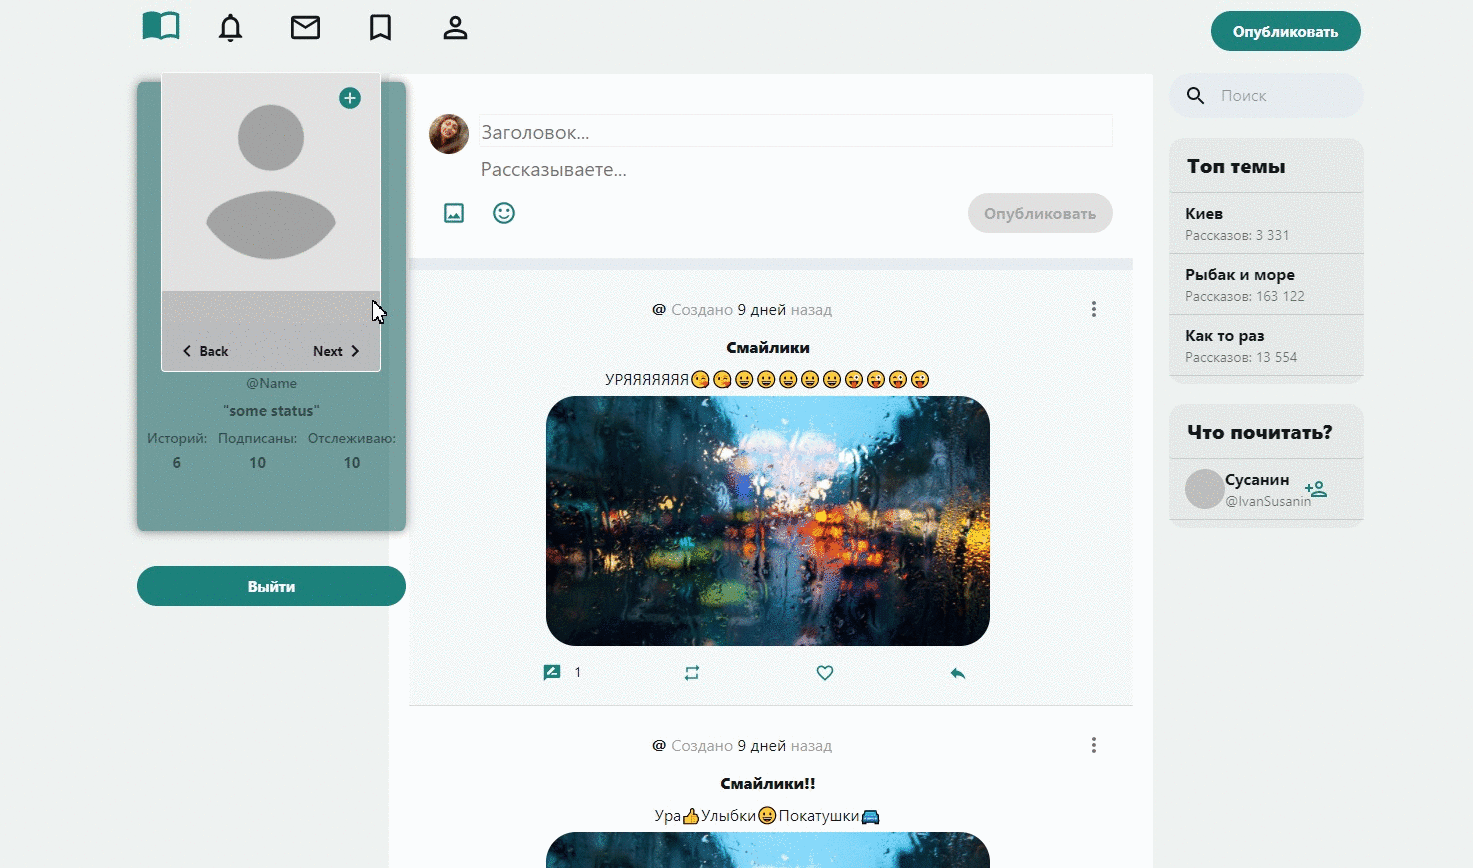 Опубликовать
Back
Next
@Name
"some status"
Историй: Подписаны: Отслеживаю:
6 10 10
Выйти
Заголовок...
Рассказываете...
Опубликовать
@ Создано 9 дней назад
Смайлики
УРЯЯЯЯЯЯЯ😘😘😀😀😀😀😀😜😜😜😜
1
@ Создано 9 дней назад
Смайлики!!
Ура👍Улыбки😀Покатушки🚘
Поиск
Топ темы
Киев
Рассказов: 3 331
Рыбак и море
Рассказов: 163 122
Как то раз
Рассказов: 13 554
Что почитать?
Сусанин
@IvanSusanin